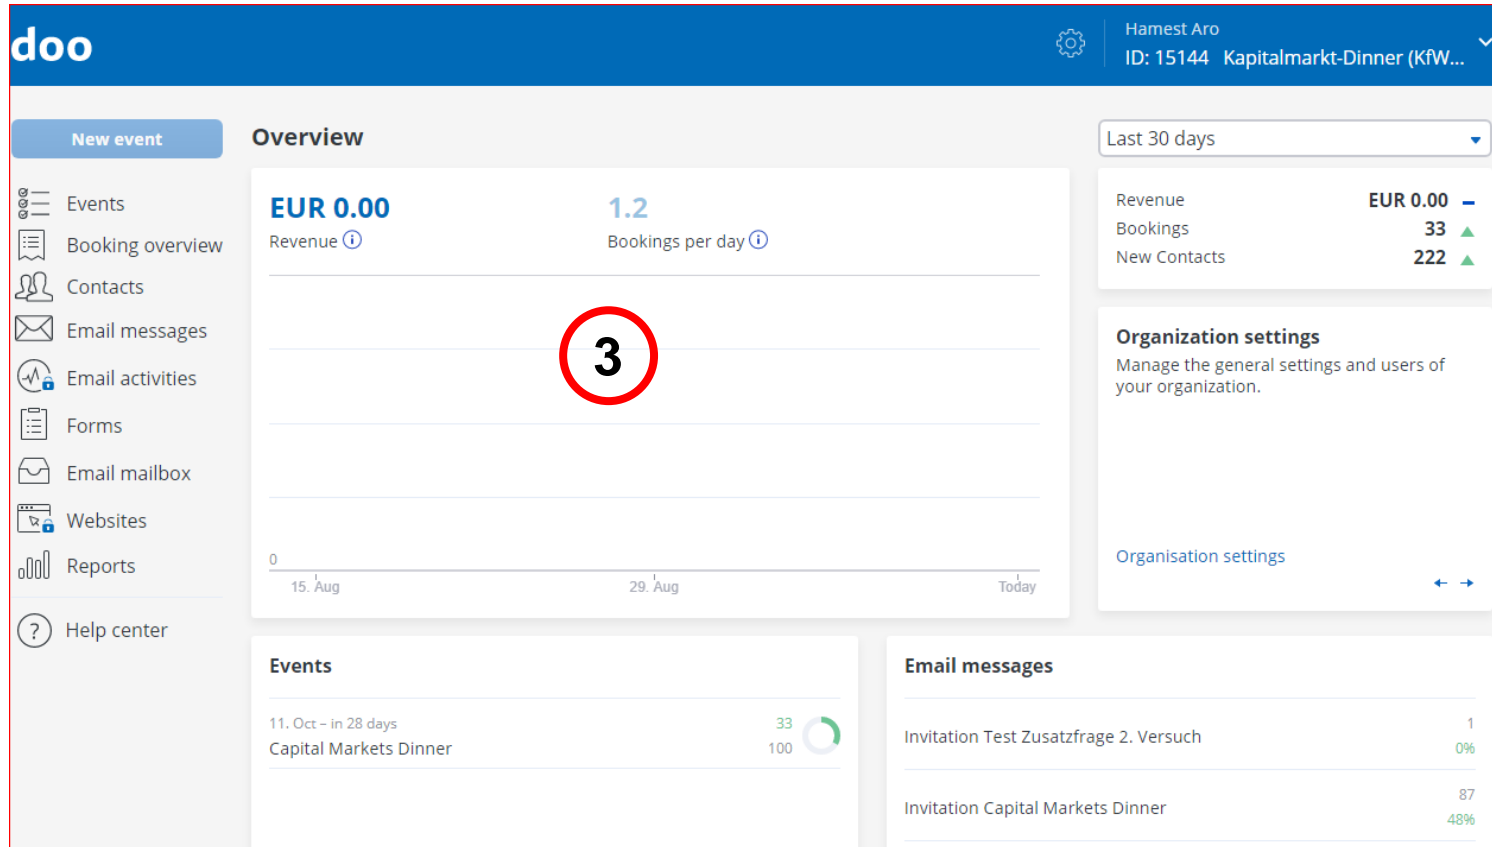 doo
Hamest Aro
ID: 15144 Kapitalmarkt-Dinner (KfW...
New event
Events
Booking overview
Contacts
Email messages
Email activities
Forms
Email mailbox
Websites
Reports
? Help center
Overview
Last 30 days
EUR 0.00
Revenue i
1.2
Bookings per day i
3
0
15. Aug
29. Aug
Today
Revenue EUR 0.00
Bookings 33
New Contacts 222
Organization settings
Manage the general settings and users of
your organization.
Organisation settings
Events
11. Oct – in 28 days 33
Capital Markets Dinner 100
Email messages
1
Invitation Test Zusatzfrage 2. Versuch
0%
87
Invitation Capital Markets Dinner
48%